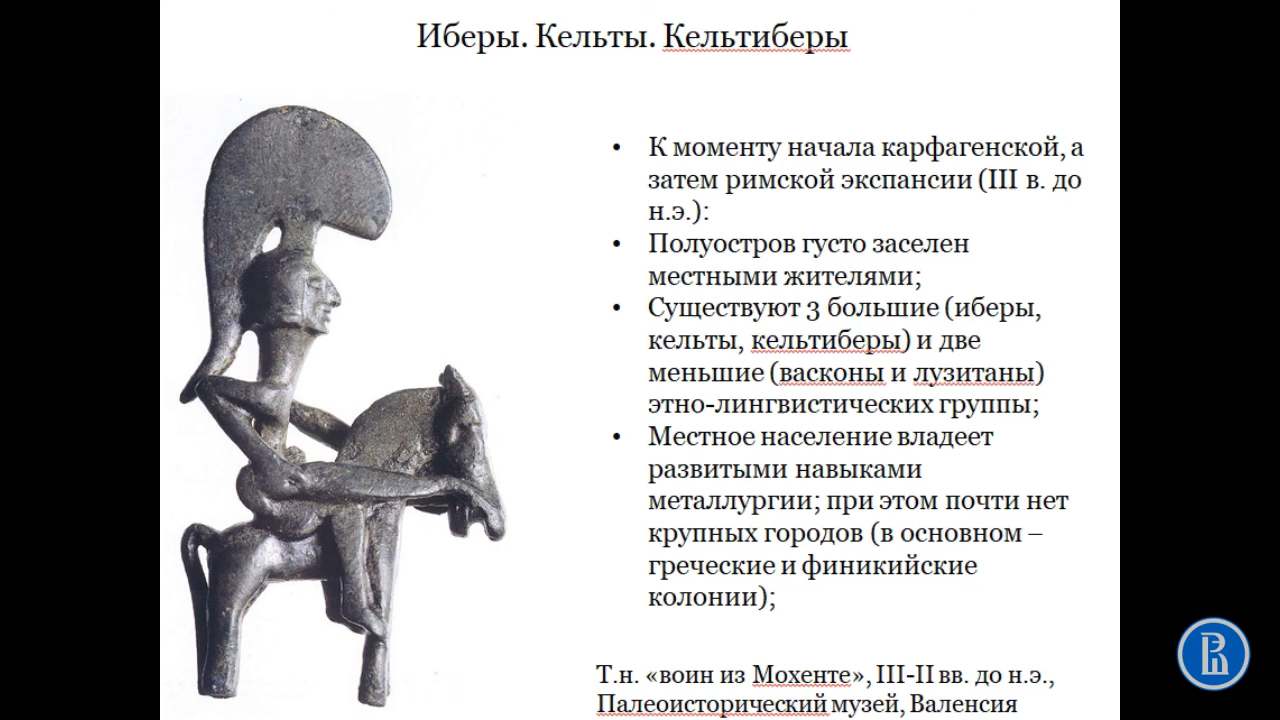 Иберы. Кельты. Кельтиберы
• К моменту начала карфагенской, а
затем римской экспансии (III в. до
н.э.):
• Полуостров густо заселен
местными жителями;
• Существуют 3 большие (иберы,
кельты, кельтиберы) и две
меньшие (васконы и лузитаны)
этно-лингвистических группы;
• Местное население владеет
развитыми навыками
металлургии; при этом почти нет
крупных городов (в основном –
греческие и финикийские
колонии);
Т.н. «воин из Мохенте», III-II вв. до н.э.,
Палеоисторический музей, Валенсия